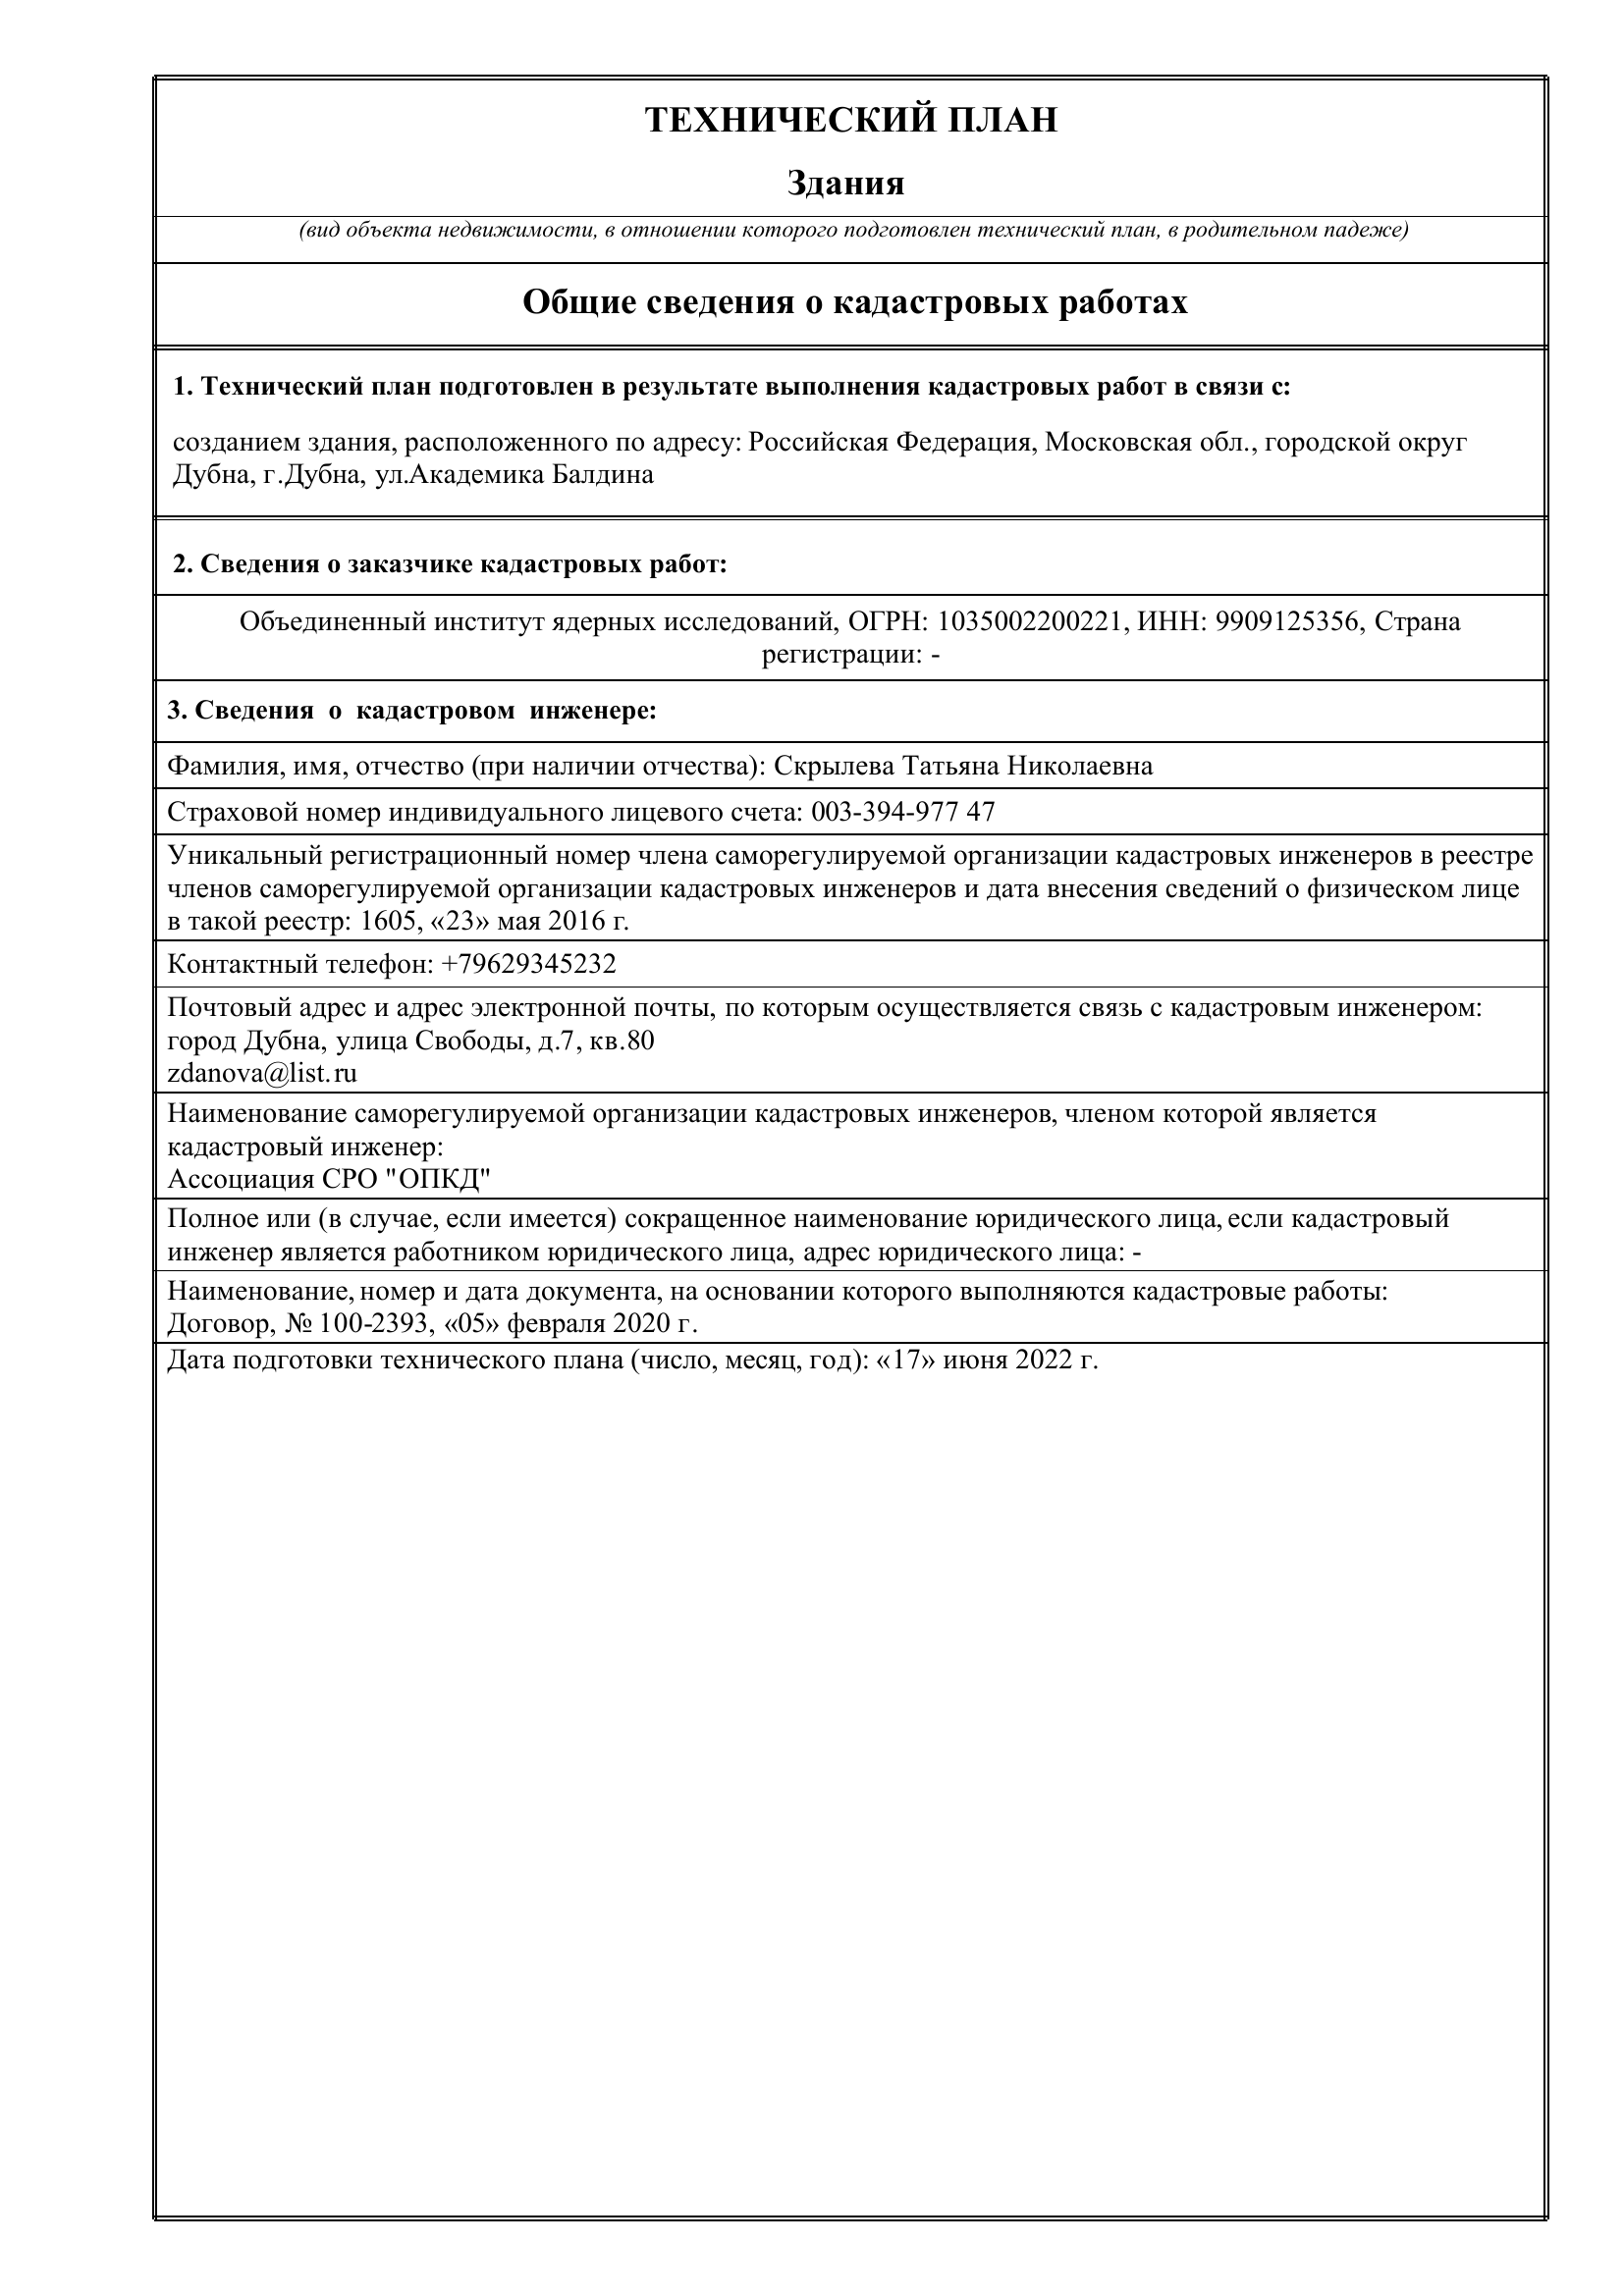 ТЕХНИЧЕСКИЙ ПЛАН
Здания
(вид объекта недвижимости, в отношении которого подготовлен технический план, в родительном падеже)
Общие сведения о кадастровых работах
1. Технический план подготовлен в результате выполнения кадастровых работ в связи с:
созданием здания, расположенного по адресу: Российская Федерация, Московская обл., городской округ
Дубна, г.Дубна, ул.Академика Балдина
2. Сведения о заказчике кадастровых работ:
Объединенный институт ядерных исследований, ОГРН: 1035002200221, ИНН: 9909125356, Страна
регистрации: -
3. Сведения о кадастровом инженере:
Фамилия, имя, отчество (при наличии отчества): Скрылева Татьяна Николаевна
Страховой номер индивидуального лицевого счета: 003-394-977 47
Уникальный регистрационный номер члена саморегулируемой организации кадастровых инженеров в реестре
членов саморегулируемой организации кадастровых инженеров и дата внесения сведений о физическом лице
в такой реестр: 1605, «23» мая 2016 г.
Контактный телефон: +79629345232
Почтовый адрес и адрес электронной почты, по которым осуществляется связь с кадастровым инженером:
город Дубна, улица Свободы, д.7, кв.80
zdanova@list.ru
Наименование саморегулируемой организации кадастровых инженеров, членом которой является
кадастровый инженер:
Ассоциация СРО "ОПКД"
Полное или (в случае, если имеется) сокращенное наименование юридического лица, если кадастровый
инженер является работником юридического лица, адрес юридического лица: -
Наименование, номер и дата документа, на основании которого выполняются кадастровые работы:
Договор, № 100-2393, «05» февраля 2020 г.
Дата подготовки технического плана (число, месяц, год): «17» июня 2022 г.